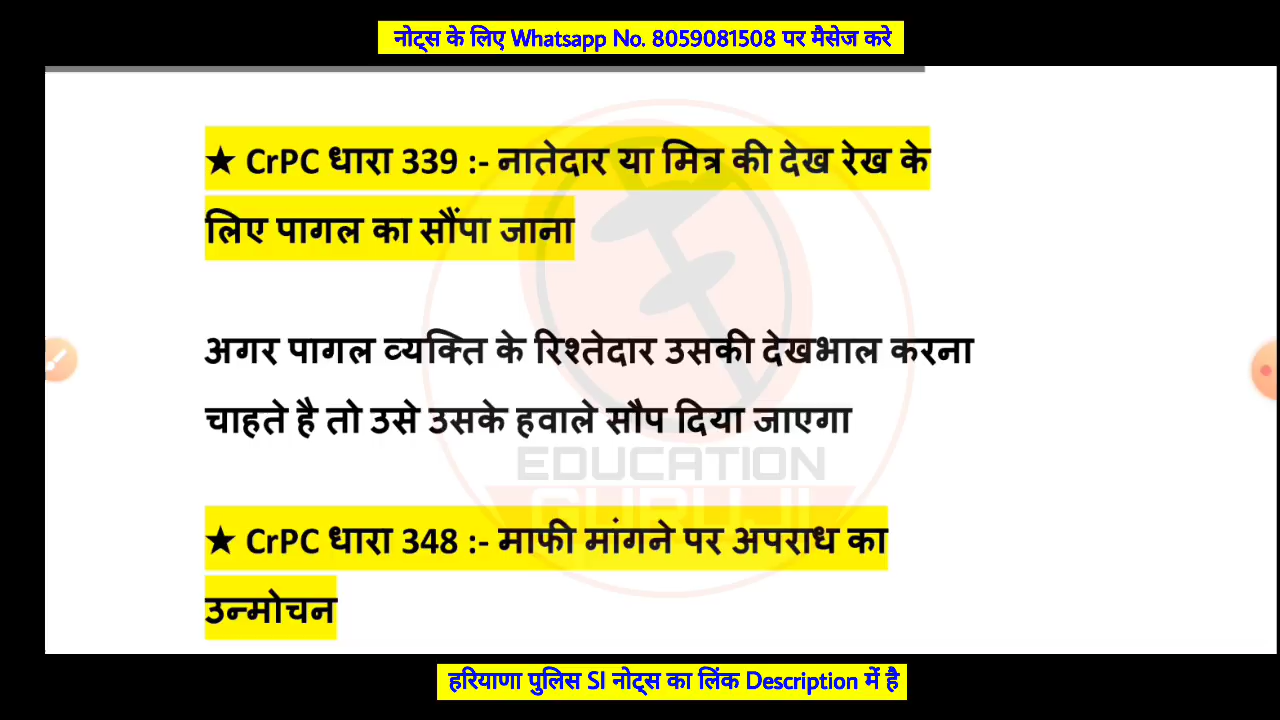 नोट्स के लिए Whatsapp No. 8059081508 पर मैसेज करे
★ CrPC धारा 339 :- नातेदार या मित्र की देख रेख के
लिए पागल का सौंपा जाना
अगर पागल व्यक्ति के रिश्तेदार उसकी देखभाल करना
चाहते है तो उसे उसके हवाले सौप दिया जाएगा
EDUCATION
GURUJI
★ CrPC धारा 348 :- माफी मांगने पर अपराध का
उन्मोचन
हरियाणा पुलिस SI नोट्स का लिंक Description में है